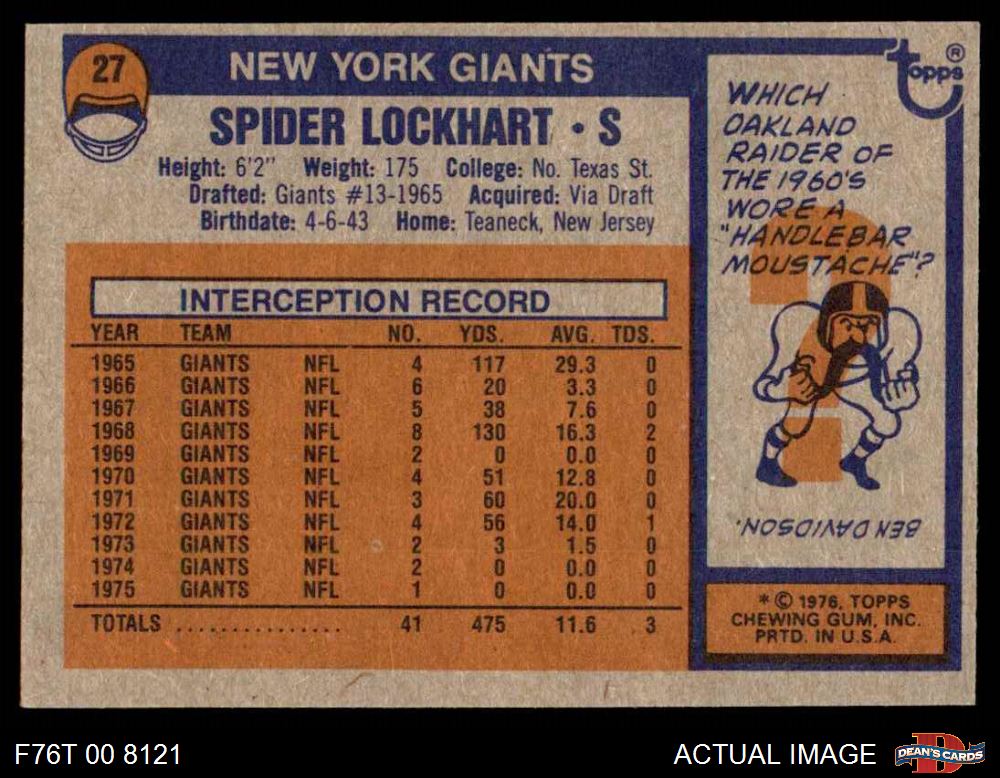 27
NEW YORK GIANTS
SPIDER LOCKHART • S
Height: 6'2" Weight: 175 College: No. Texas St.
Drafted: Giants #13-1965 Acquired: Via Draft
Birthdate: 4-6-43 Home: Teaneck, New Jersey
INTERCEPTION RECORD
YEAR TEAM NO. YDS. AVG. TDS.
1965 GIANTS NFL 4 117 29.3 0
1966 GIANTS NFL 6 20 3.3 0
1967 GIANTS NFL 5 38 7.6 0
1968 GIANTS NFL 8 130 16.3 2
1969 GIANTS NFL 2 0 0.0 0
1970 GIANTS NFL 4 51 12.8 0
1971 GIANTS NFL 3 60 20.0 0
1972 GIANTS NFL 4 56 14.0 1
1973 GIANTS NFL 2 3 1.5 0
1974 GIANTS NFL 2 0 0.0 0
1975 GIANTS NFL 1 0 0.0 0
TOTALS ................ 41 475 11.6 3
topps®
WHICH
OAKLAND
RAIDER OF
THE 1960'S
WORE A
"HANDLEBAR
MOUSTACHE"?
?
BEN DAVIDSON.
* © 1976, TOPPS
CHEWING GUM, INC.
PRTD. IN U.S.A.
F76T 00 8121
ACTUAL IMAGE
D
DEAN'S CARDS